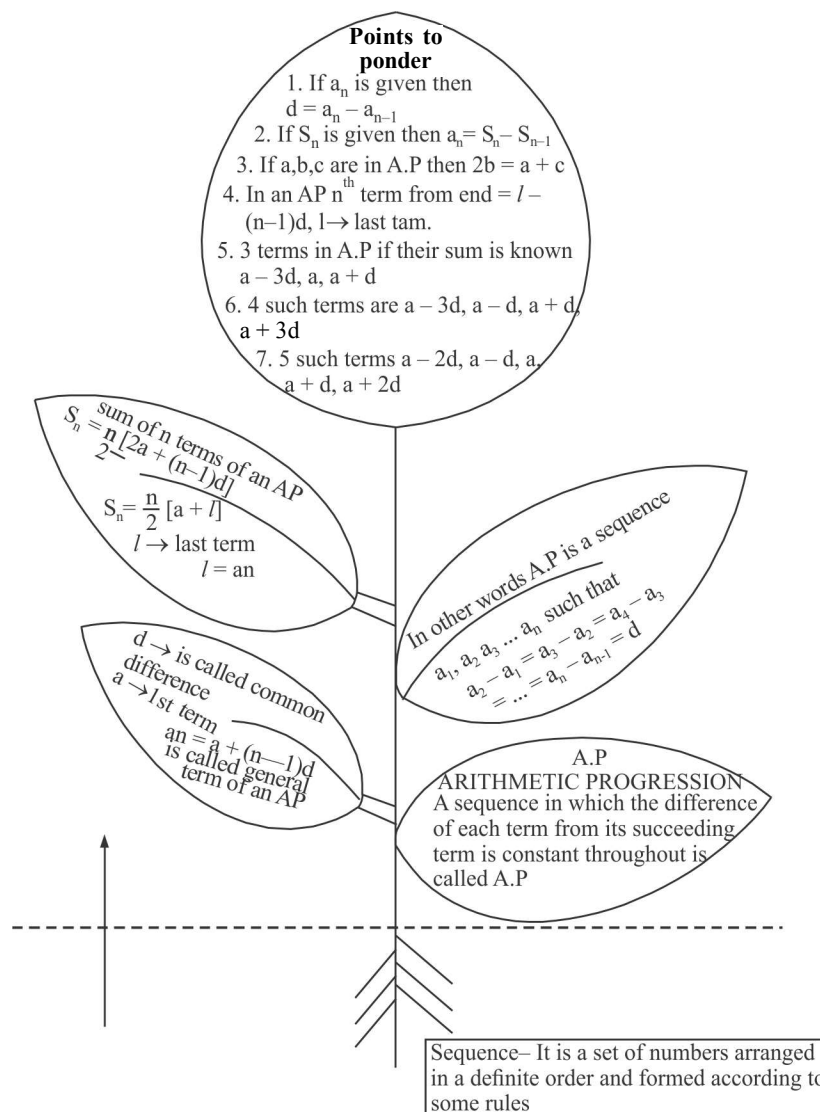 Points to
ponder
1. If aₙ is given then
d = aₙ – aₙ₋₁
2. If Sₙ is given then aₙ= Sₙ– Sₙ₋₁
3. If a,b,c are in A.P then 2b = a + c
4. In an AP nᵗʰ term from end = l –
(n–1)d, l→ last tam.
5. 3 terms in A.P if their sum is known
a – 3d, a, a + d
6. 4 such terms are a – 3d, a – d, a + d,
a + 3d
7. 5 such terms a – 2d, a – d, a,
a + d, a + 2d
sum of n terms of an AP
Sₙ = n/2 [2a + (n–1)d]
Sₙ= n/2 [a + l]
l → last term
l = an
In other words A.P is a sequence
a₁, a₂ a₃ ... aₙ such that
a₂ – a₁ = a₃ – a₂ = a₄ – a₃
= ... = aₙ – aₙ₋₁ = d
d → is called common
difference
a → 1st term
an = a + (n—1)d
is called general
term of an AP
A.P
ARITHMETIC PROGRESSION
A sequence in which the difference
of each term from its succeeding
term is constant throughout is
called A.P
Sequence– It is a set of numbers arranged
in a definite order and formed according to
some rules